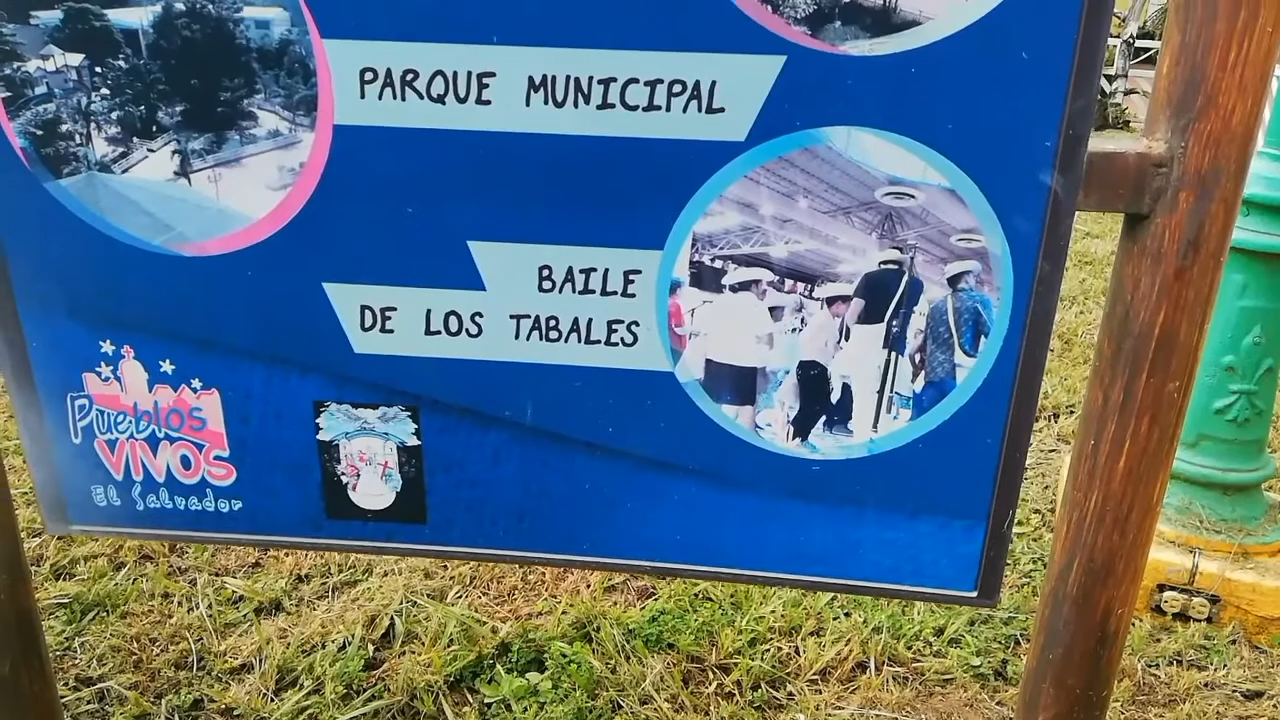 PARQUE MUNICIPAL
BAILE
DE LOS TABALES
Pueblos
VIVOS
El Salvador